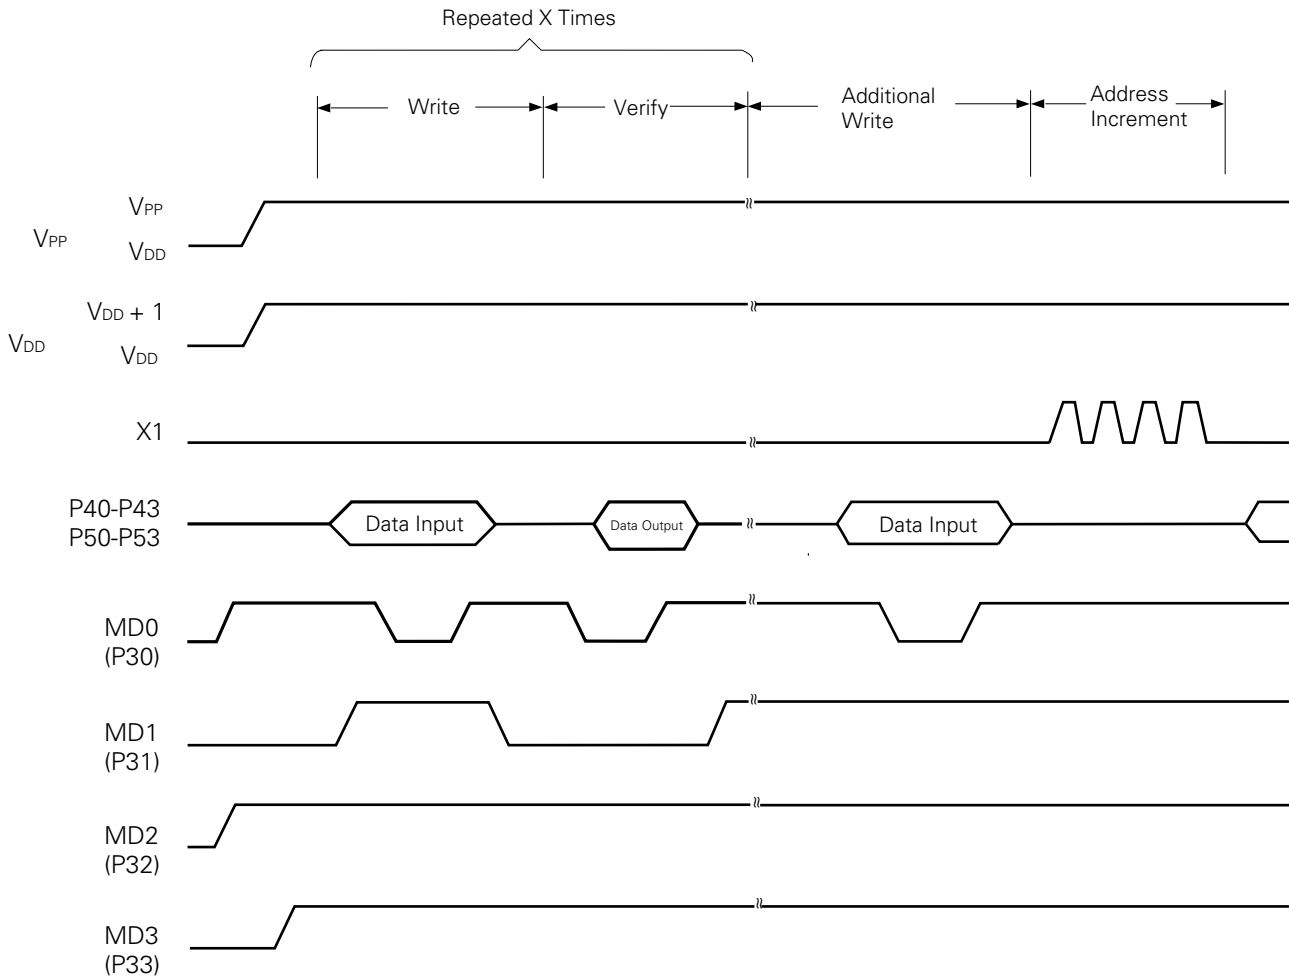 Repeated X Times
Write
Verify
Additional
Write
Address
Increment
VPP
VPP
VDD
VDD + 1
VDD
VDD
X1
P40-P43
P50-P53
Data Input
Data Output
Data Input
MD0
(P30)
MD1
(P31)
MD2
(P32)
MD3
(P33)